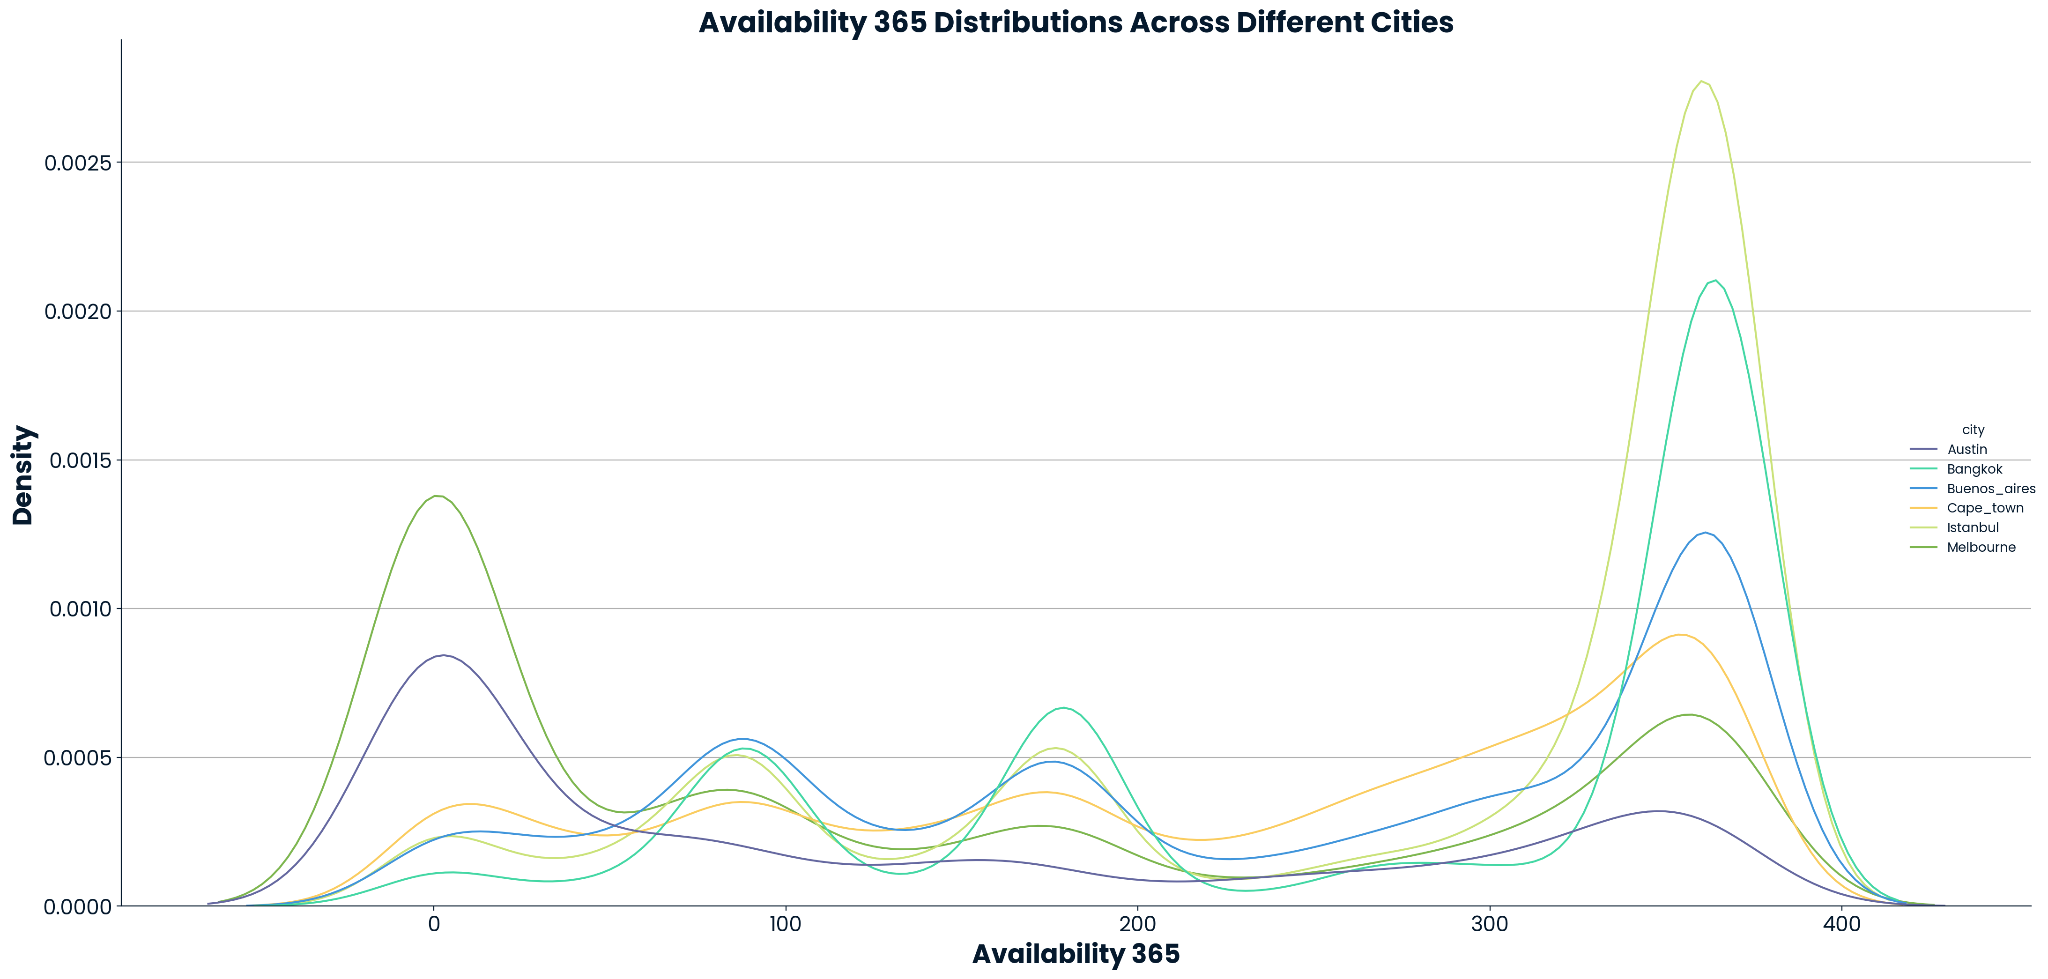 Availability 365 Distributions Across Different Cities
Density
0.0025
0.0020
0.0015
0.0010
0.0005
0.0000
0
100
200
300
400
Availability 365
city
Austin
Bangkok
Buenos_aires
Cape_town
Istanbul
Melbourne